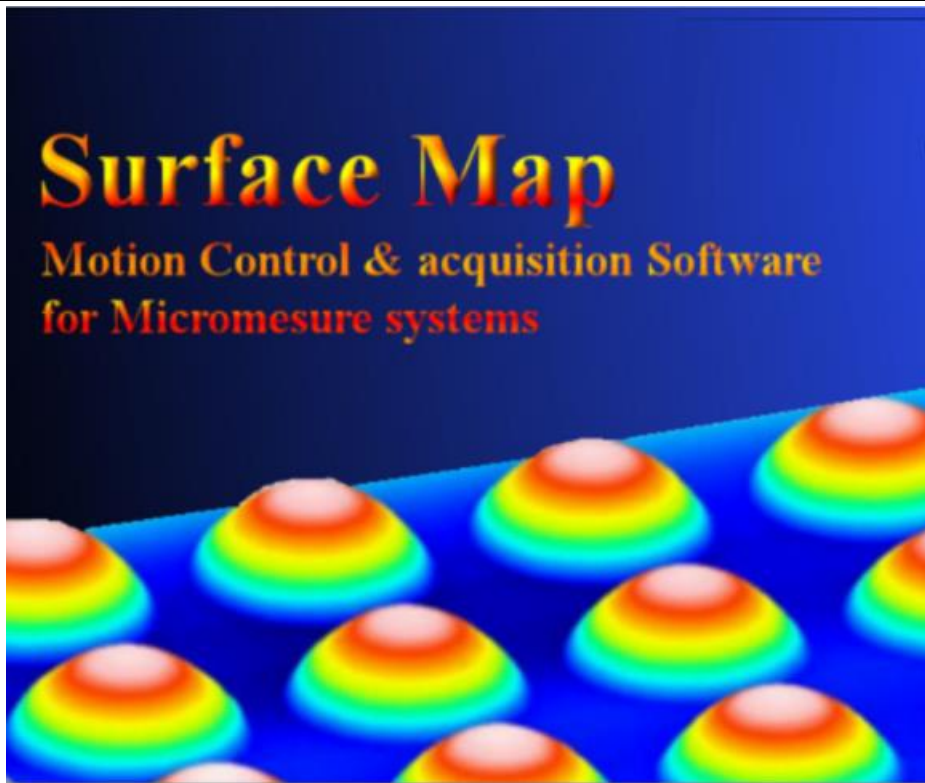 Surface Map
Motion Control & acquisition Software
for Micromesure systems